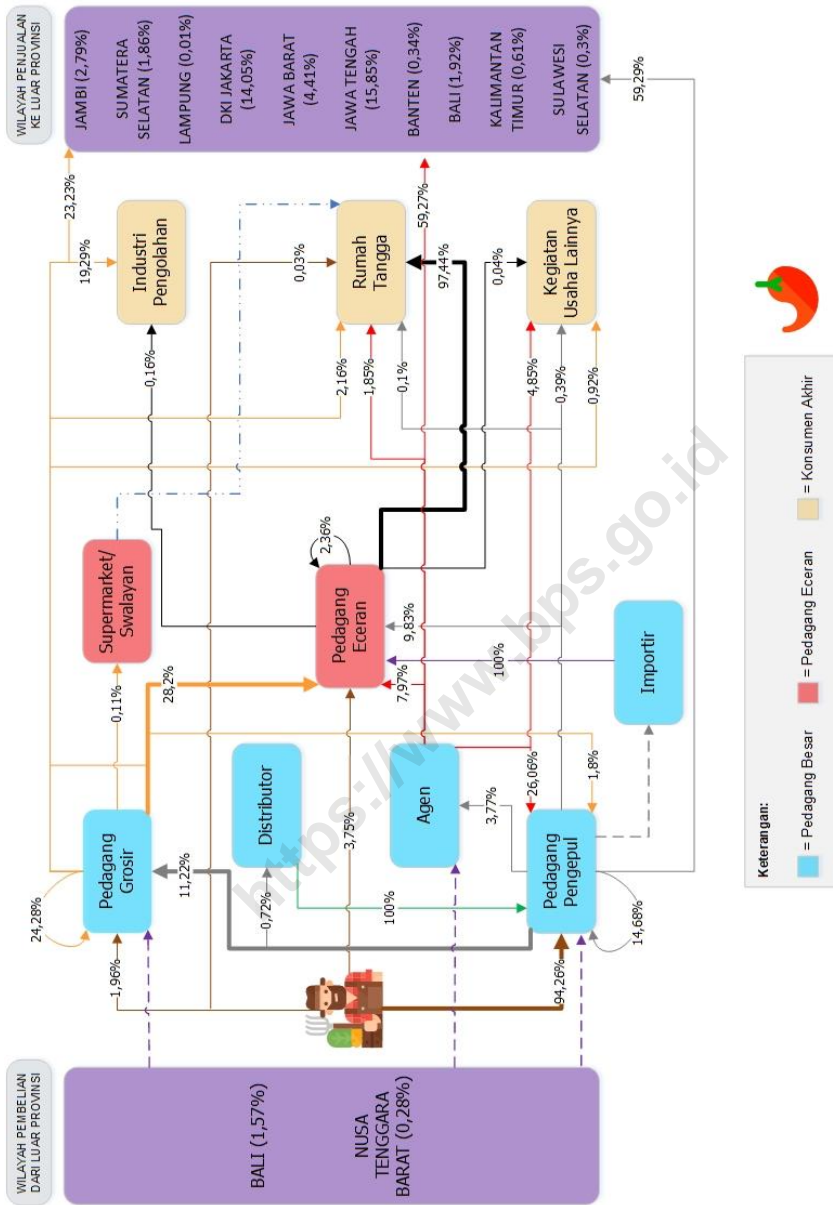 WILAYAH PEMBELIAN
DARI LUAR PROVINSI
BALI (1,57%)
NUSA
TENGGARA
BARAT (0,28%)
1,96%
94,26%
3,75%
0,03%
24,28%
Pedagang
Grosir
11,22%
0,72%
Distributor
100%
Agen
3,77%
Pedagang
Pengepul
14,68%
26,06%
1,8%
0,11%
28,2%
Supermarket/
Swalayan
Pedagang
Eceran
2,36%
7,97%
9,83%
100%
Importir
19,29%
23,23%
0,16%
Industri
Pengolahan
2,16%
1,85%
0,1%
Rumah
Tangga
97,44%
59,27%
0,04%
4,85%
0,39%
0,92%
Kegiatan
Usaha Lainnya
59,29%
WILAYAH PENJUALAN
KE LUAR PROVINSI
JAMBI (2,79%)
SUMATERA
SELATAN (1,86%)
LAMPUNG (0,01%)
DKI JAKARTA
(14,05%)
JAWA BARAT
(4,41%)
JAWA TENGAH
(15,85%)
BANTEN (0,34%)
BALI (1,92%)
KALIMANTAN
TIMUR (0,61%)
SULAWESI
SELATAN (0,3%)
Keterangan:
= Pedagang Besar
= Pedagang Eceran
= Konsumen Akhir
https://www.bps.go.id